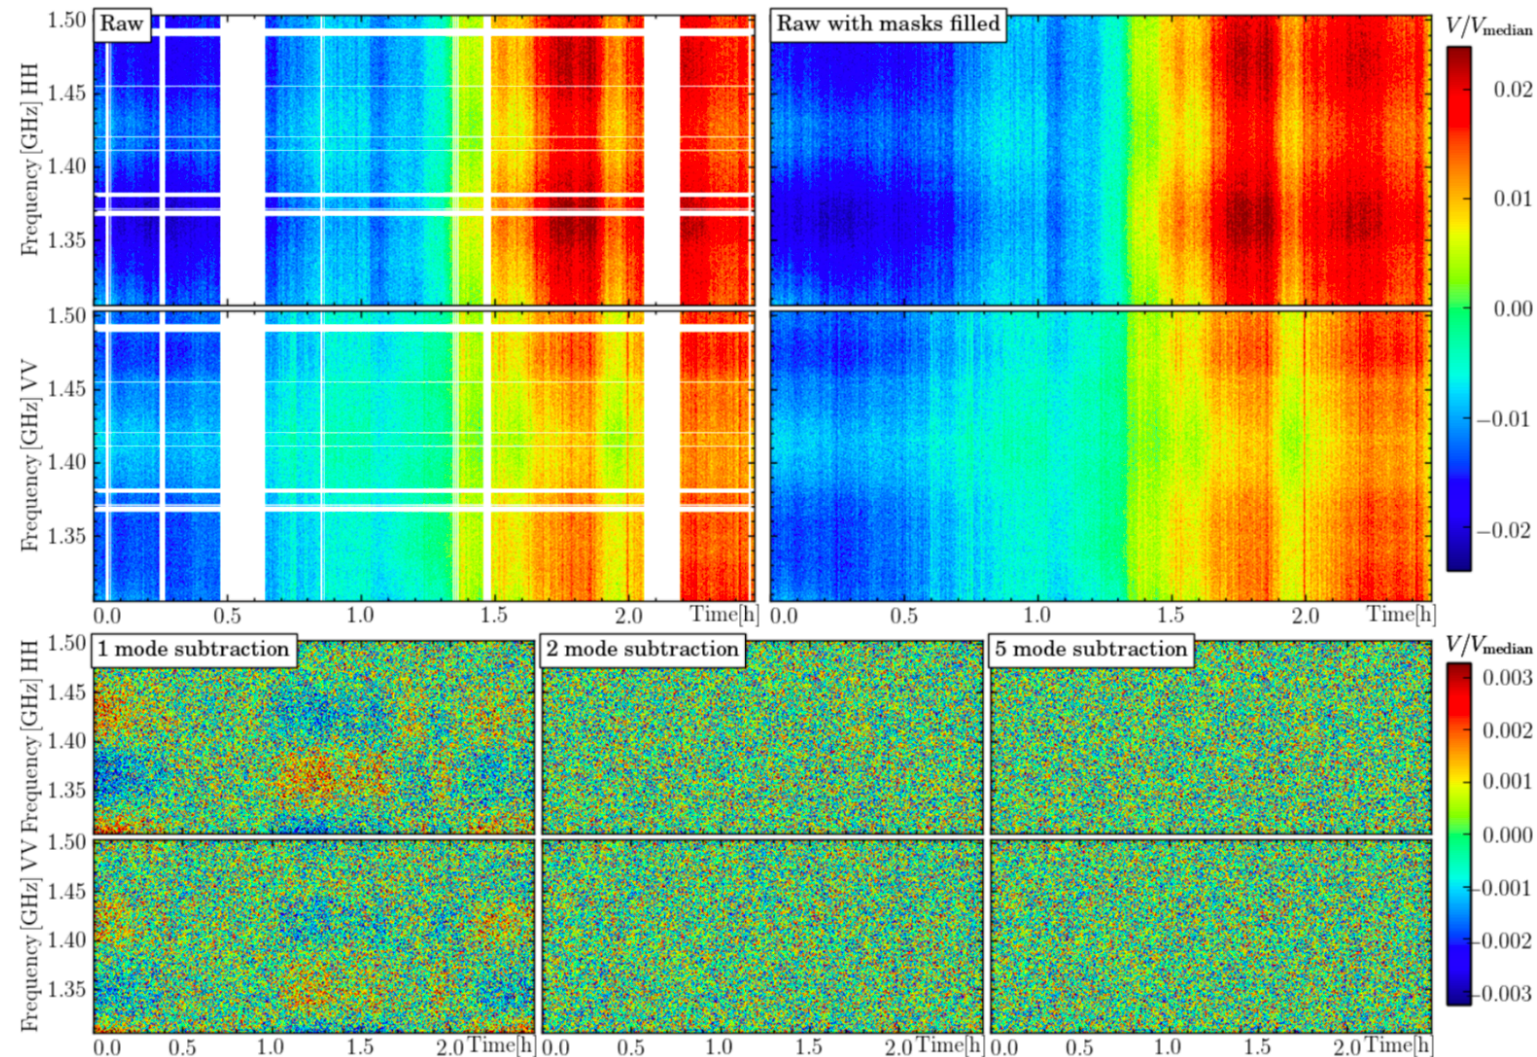 Raw
Raw with masks filled
V/Vmedian
Frequency[GHz] HH
1.50
1.45
1.40
1.35
Frequency[GHz] VV
1.50
1.45
1.40
1.35
0.02
0.01
0.00
−0.01
−0.02
0.0 0.5 1.0 1.5 2.0 Time[h]
0.0 0.5 1.0 1.5 2.0 Time[h]
1 mode subtraction
2 mode subtraction
5 mode subtraction
V/Vmedian
Frequency[GHz] HH
1.50
1.45
1.40
1.35
Frequency[GHz] VV
1.50
1.45
1.40
1.35
0.003
0.002
0.001
0.000
−0.001
−0.002
−0.003
0.0 0.5 1.0 1.5 2.0 Time[h]
0.0 0.5 1.0 1.5 2.0 Time[h]
0.0 0.5 1.0 1.5 2.0 Time[h]